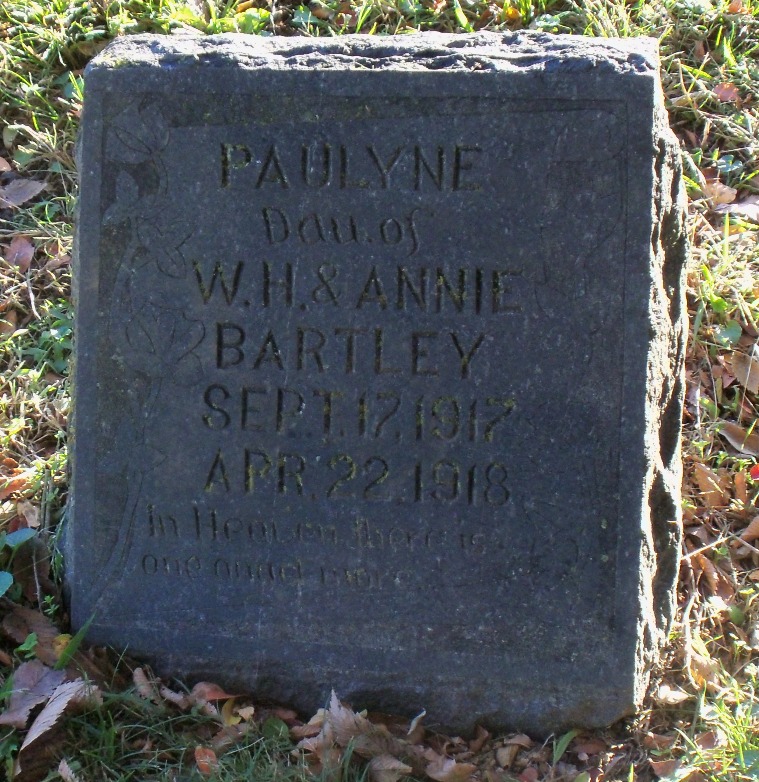 PAULYNE
Dau. of
W. H. & ANNIE
BARTLEY
SEPT. 17, 1917
APR. 22, 1918
In Heaven there is
one angel more.